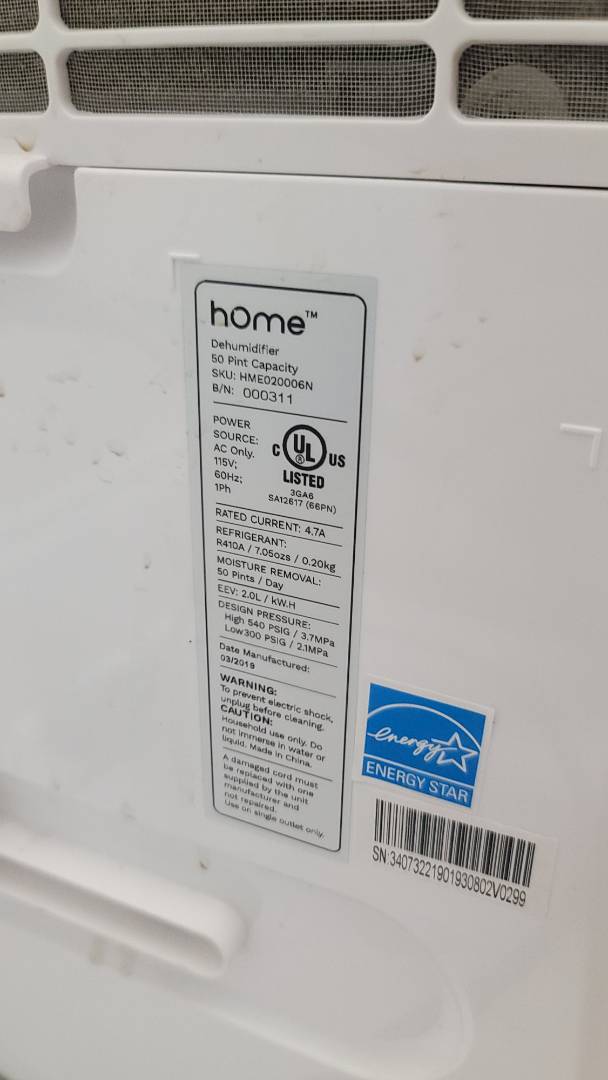 hOme™
Dehumidifier
50 Pint Capacity
SKU: HME020006N
B/N: 000311
POWER
SOURCE:
AC Only.
115V;
60Hz;
1Ph
C UL ® US
LISTED
3GA6
SA12617 (66PN)
RATED CURRENT: 4.7A
REFRIGERANT:
R410A / 7.05ozs / 0.20kg
MOISTURE REMOVAL:
50 Pints / Day
EEV: 2.0L / kW.H
DESIGN PRESSURE:
High 540 PSIG / 3.7MPa
Low300 PSIG / 2.1MPa
Date Manufactured:
03/2019
WARNING:
To prevent electric shock,
unplug before cleaning.
CAUTION:
Household use only. Do
not immerse in water or
liquid. Made in China.
A damaged cord must
be replaced with one
supplied by the unit
manufacturer and
not repaired.
Use on single outlet only.
energy
ENERGY STAR
SN:34073221901930802V0299